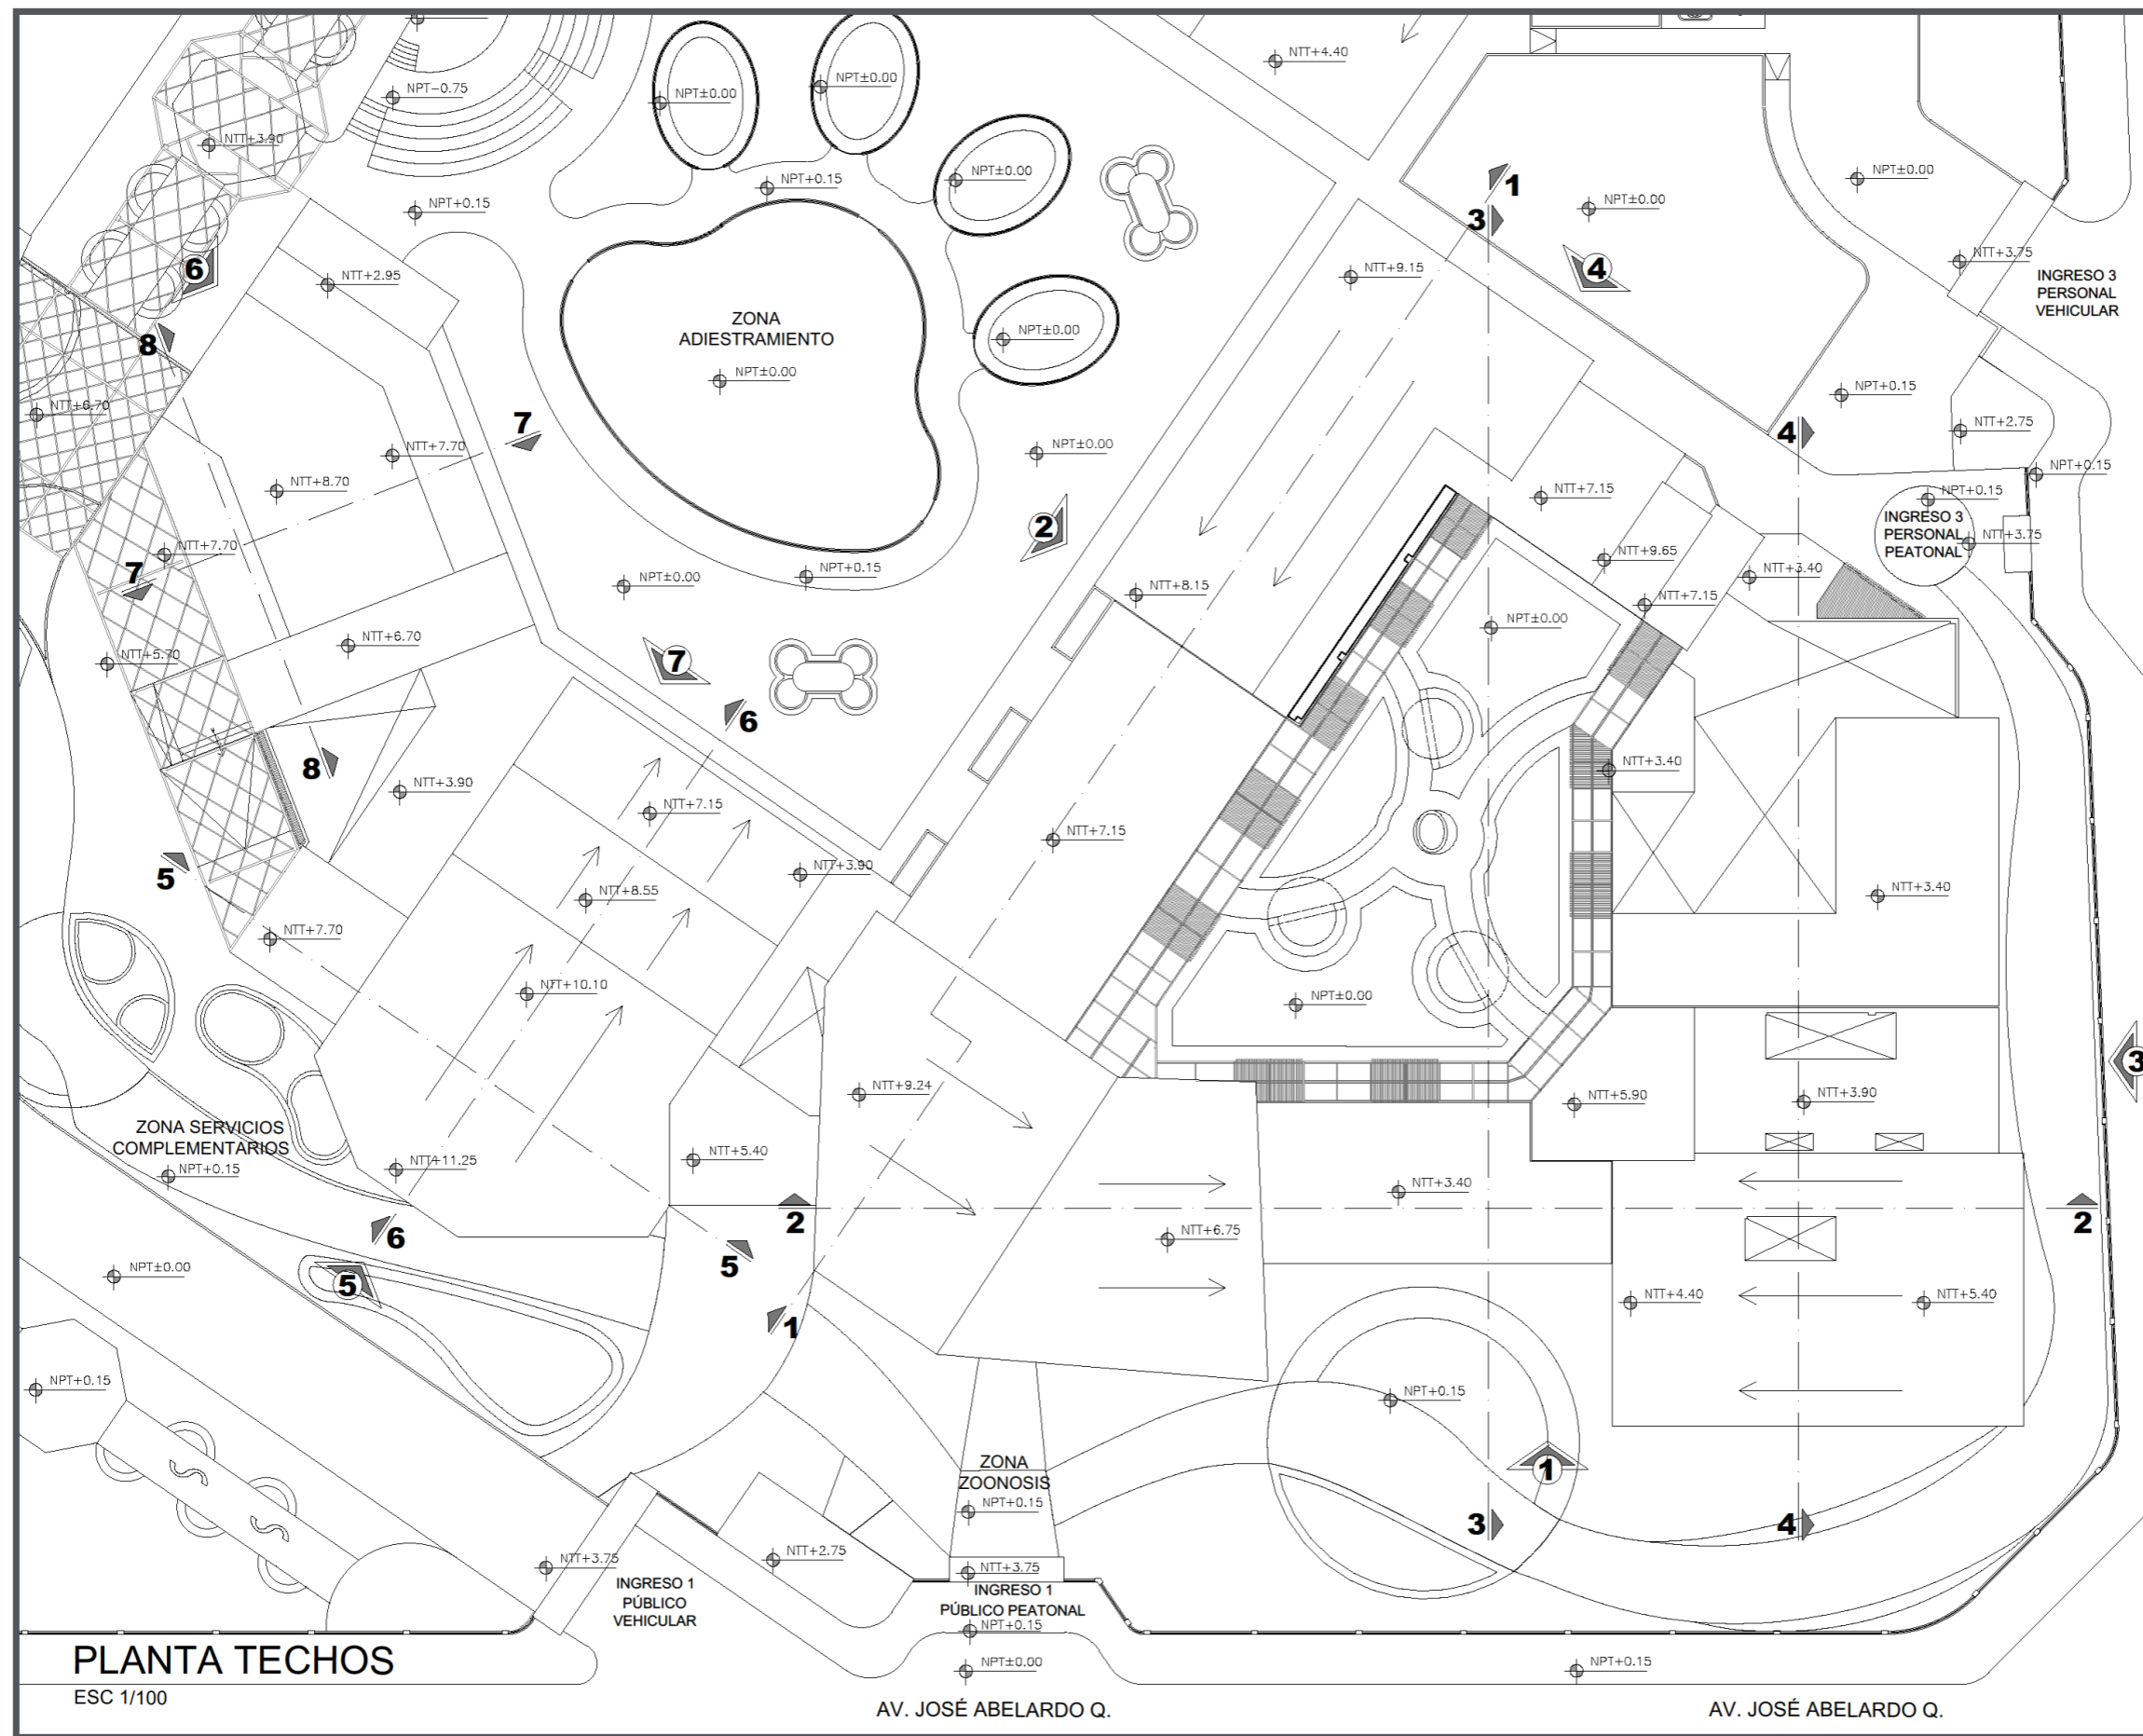 NTT+4.40
NPT-0.75
NPT±0.00
NPT±0.00
NTT+3.90
NPT+0.15
NPT+0.15
NPT±0.00
1
3
NPT±0.00
NPT±0.00
NTT+3.75
INGRESO 3
PERSONAL
VEHICULAR
6
NTT+2.95
NTT+9.15
4
8
ZONA
ADIESTRAMIENTO
NPT±0.00
NPT±0.00
NTT+6.70
NTT+7.70
7
NPT±0.00
4
NPT+0.15
NTT+2.75
NPT+0.15
NTT+8.70
2
NTT+7.15
NPT+0.15
INGRESO 3
PERSONAL
PEATONAL
NTT+3.75
NTT+7.70
7
NPT±0.00
NPT+0.15
NTT+8.15
NTT+9.65
NTT+3.40
NTT+7.15
NPT±0.00
NTT+5.70
NTT+6.70
7
6
8
NTT+3.90
NTT+7.15
NTT+3.40
NTT+7.15
5
NTT+3.90
NTT+8.55
NTT+3.40
NTT+7.70
NTT+10.10
NPT±0.00
3
NTT+9.24
NTT+5.90
NTT+3.90
ZONA SERVICIOS
COMPLEMENTARIOS
NPT+0.15
NTT+11.25
NTT+5.40
NTT+3.40
2
2
6
5
NTT+6.75
NPT±0.00
5
1
NTT+4.40
NTT+5.40
NPT+0.15
NPT+0.15
ZONA
ZOONOSIS
NPT+0.15
1
3
4
NTT+3.75
NTT+2.75
NTT+3.75
INGRESO 1
PÚBLICO
VEHICULAR
INGRESO 1
PÚBLICO PEATONAL
NPT+0.15
NPT±0.00
NPT+0.15
PLANTA TECHOS
ESC 1/100
AV. JOSÉ ABELARDO Q.
AV. JOSÉ ABELARDO Q.